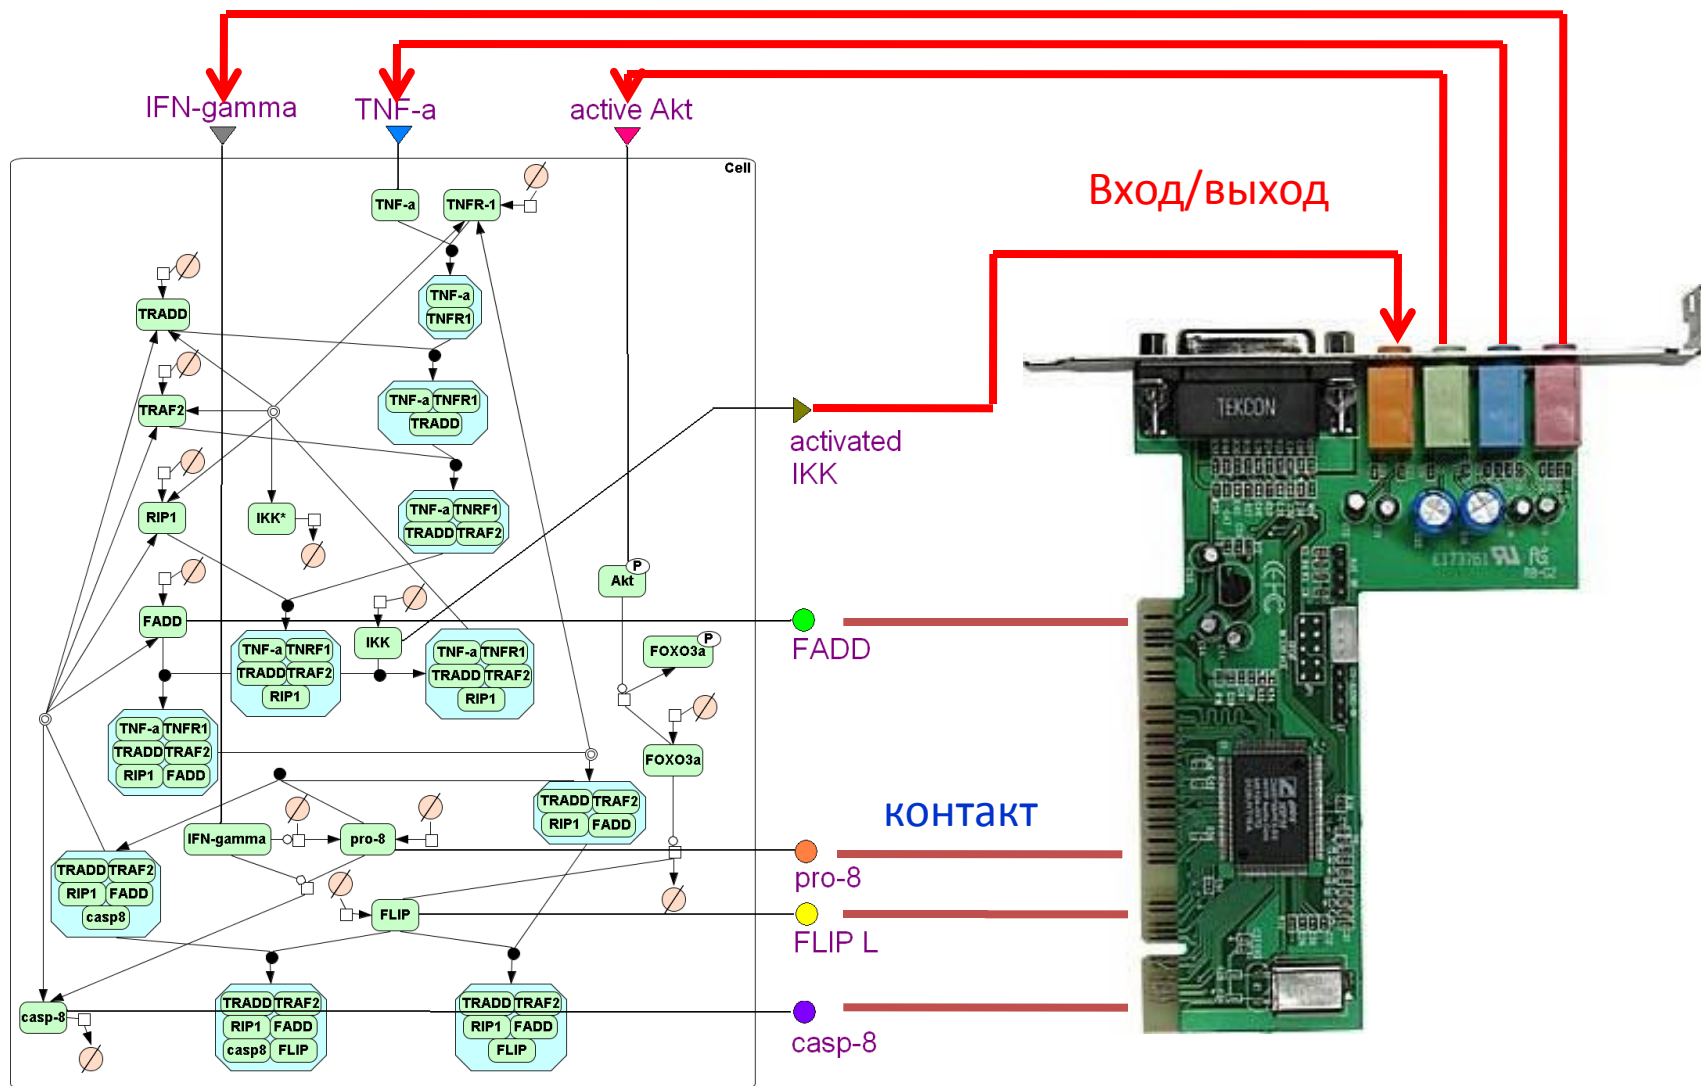 IFN-gamma
TNF-a
active Akt
Cell
Вход/выход
TNF-a
TNFR-1
TNF-a
TNFR1
TRADD
TNF-a TNFR1
TRADD
TRAF2
activated
IKK
TEKCON
TNF-a TNRF1
TRADD TRAF2
RIP1
IKK*
E173761
Akt
P
FADD
IKK
FADD
TNF-a TNRF1
TRADD TRAF2
RIP1
TNF-a TNFR1
TRADD TRAF2
RIP1
FOXO3a
P
TNF-a TNFR1
TRADD TRAF2
RIP1 FADD
FOXO3a
TRADD TRAF2
RIP1 FADD
контакт
IFN-gamma
pro-8
pro-8
TRADD TRAF2
RIP1 FADD
casp8
FLIP
FLIP L
TRADD TRAF2
RIP1 FADD
casp8 FLIP
TRADD TRAF2
RIP1 FADD
FLIP
casp-8
casp-8